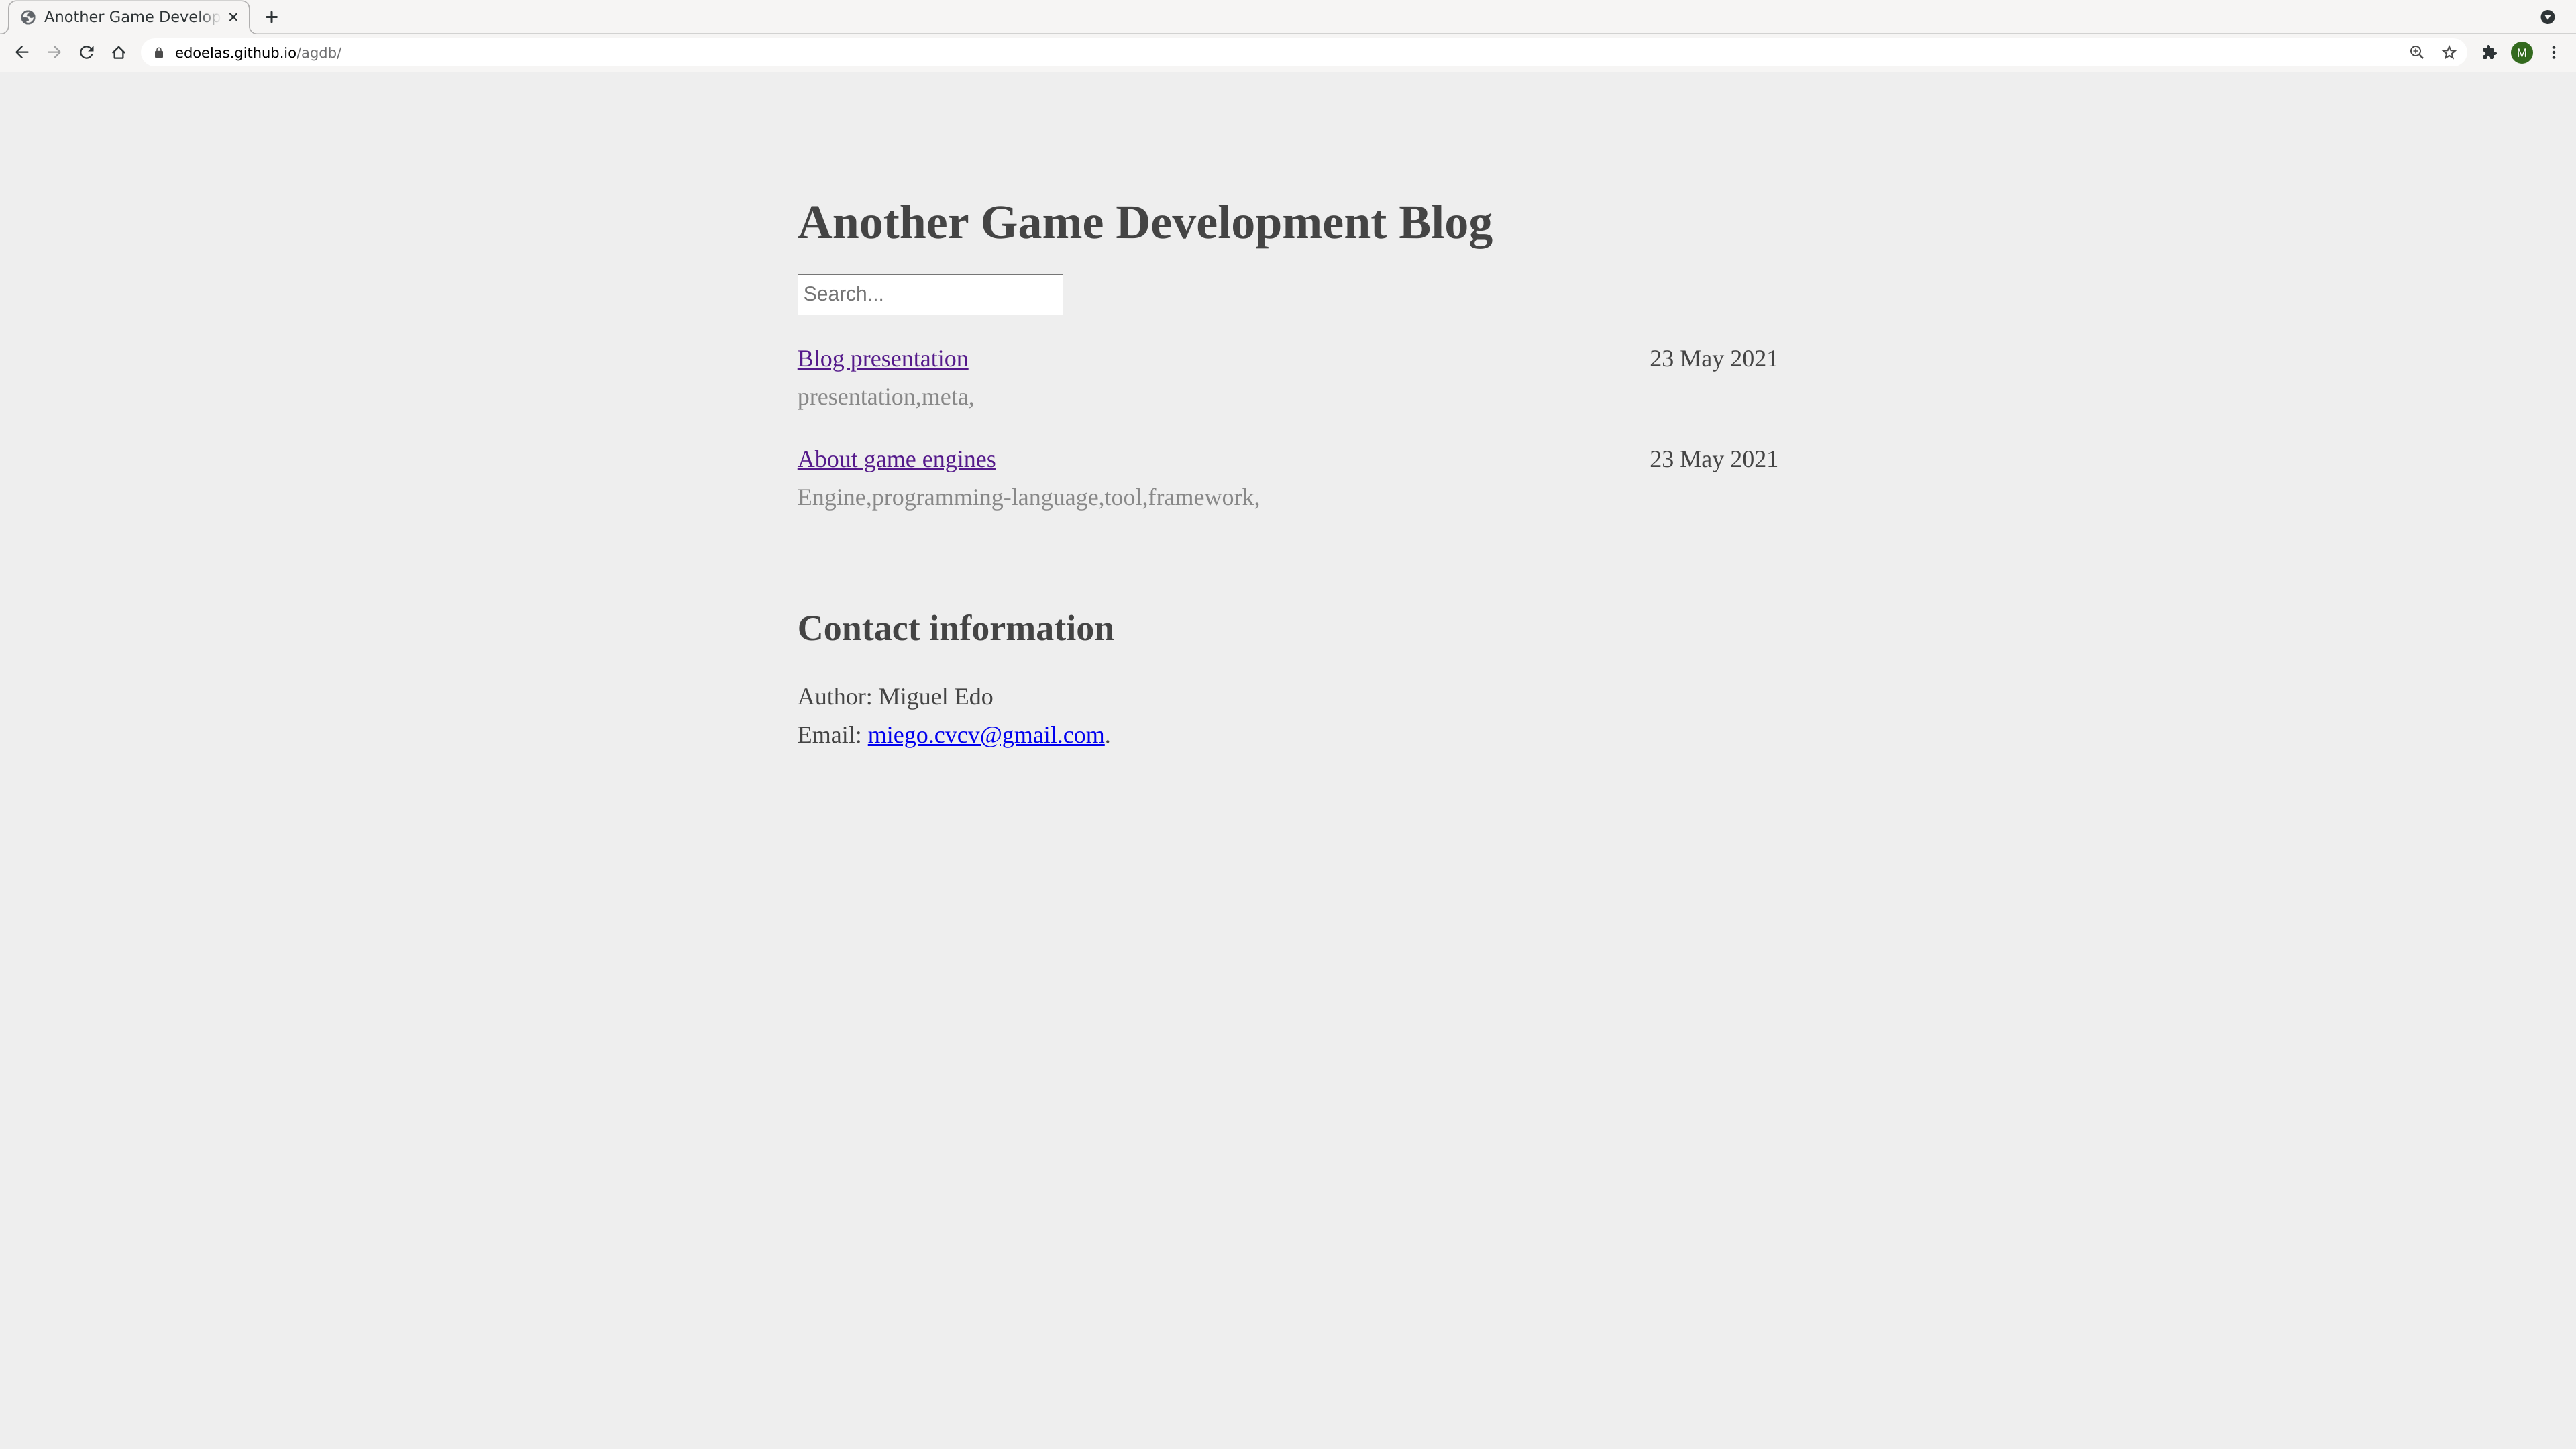 Another Game Develop
edoelas.github.io/agdb/
M
Another Game Development Blog
Search...
Blog presentation 23 May 2021
presentation,meta,
About game engines 23 May 2021
Engine,programming-language,tool,framework,
Contact information
Author: Miguel Edo
Email: miego.cvcv@gmail.com.